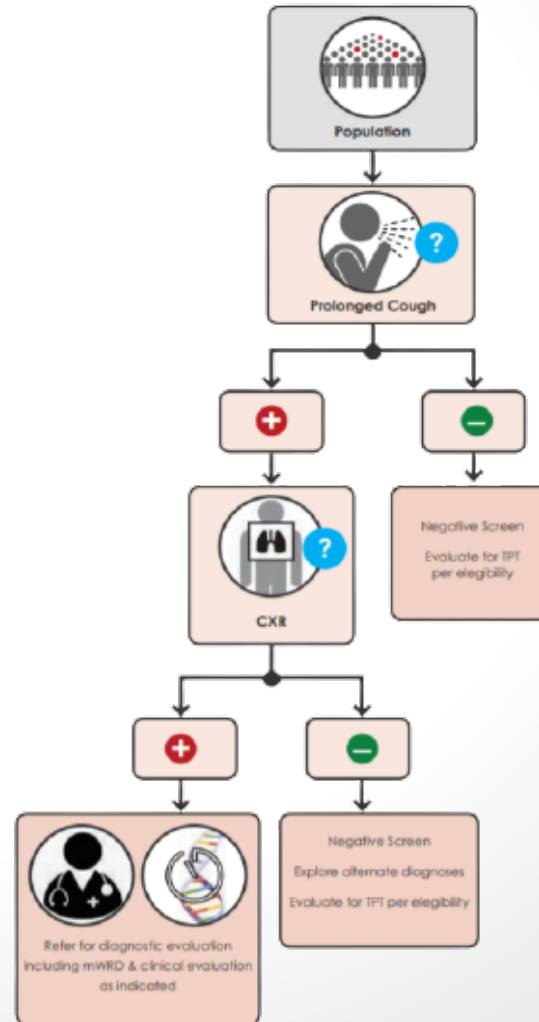 Population
?
Prolonged Cough
+
−
?
CXR
Negative Screen
Evaluate for TPT
per elegibility
+
−
Refer for diagnostic evaluation
including mWRD & clinical evaluation
as indicated
Negative Screen
Explore alternate diagnoses
Evaluate for TPT per elegibility